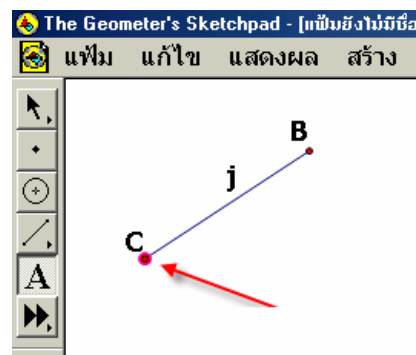 The Geometer's Sketchpad - [แฟ้มยังไม่มีชื่อ
แฟ้ม แก้ไข แสดงผล สร้าง
B
j
C
A